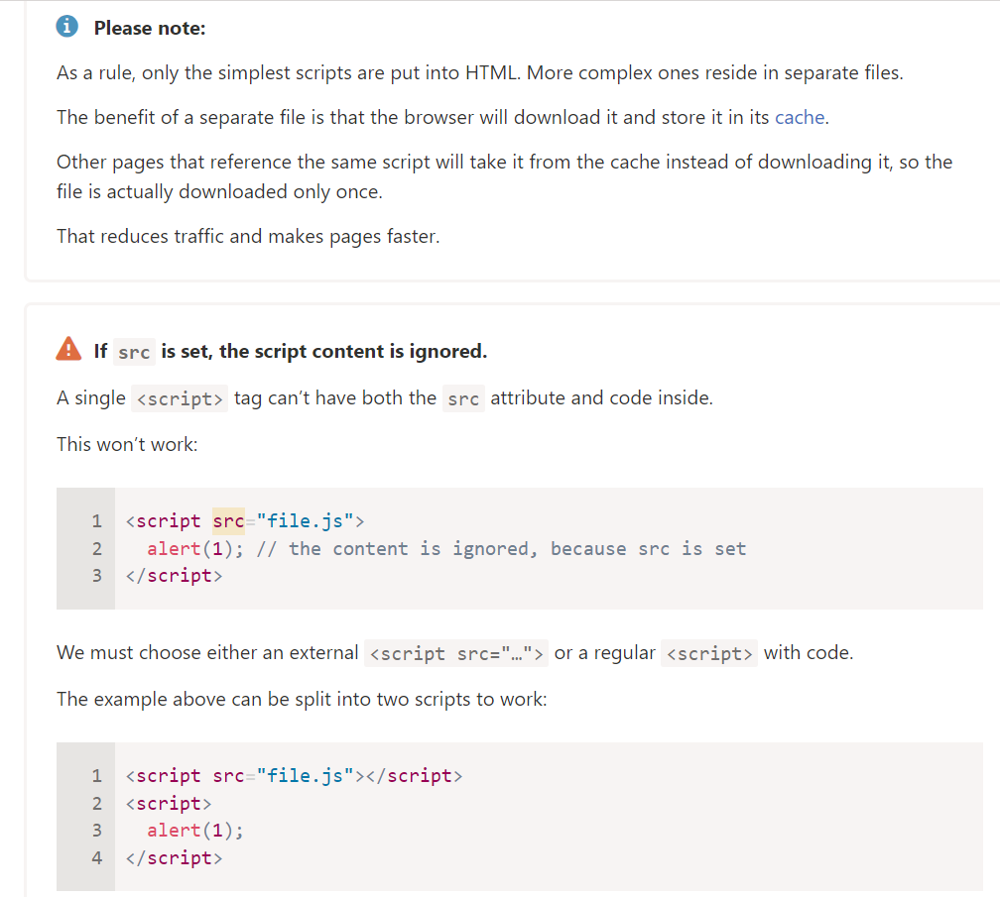 Please note:
As a rule, only the simplest scripts are put into HTML. More complex ones reside in separate files.
The benefit of a separate file is that the browser will download it and store it in its cache.
Other pages that reference the same script will take it from the cache instead of downloading it, so the
file is actually downloaded only once.
That reduces traffic and makes pages faster.
If src is set, the script content is ignored.
A single <script> tag can’t have both the src attribute and code inside.
This won’t work:
1 <script src="file.js">
2   alert(1); // the content is ignored, because src is set
3 </script>
We must choose either an external <script src="…"> or a regular <script> with code.
The example above can be split into two scripts to work:
1 <script src="file.js"></script>
2 <script>
3   alert(1);
4 </script>